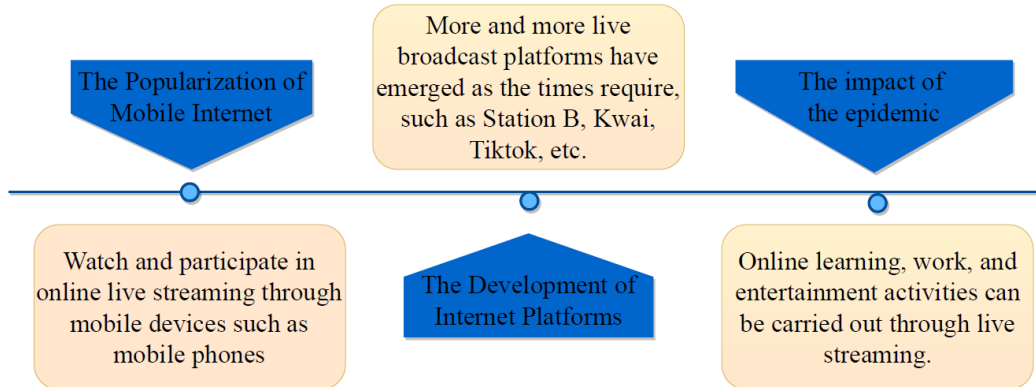 The Popularization of
Mobile Internet
Watch and participate in
online live streaming through
mobile devices such as
mobile phones
More and more live
broadcast platforms have
emerged as the times require,
such as Station B, Kwai,
Tiktok, etc.
The Development of
Internet Platforms
The impact of
the epidemic
Online learning, work, and
entertainment activities can
be carried out through live
streaming.